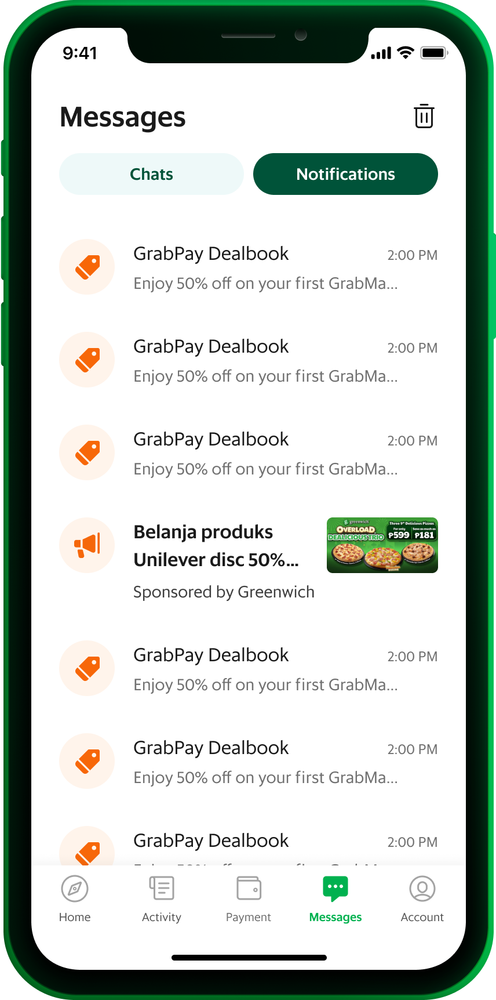 9:41
Messages
Chats
Notifications
GrabPay Dealbook
2:00 PM
Enjoy 50% off on your first GrabMa...
GrabPay Dealbook
2:00 PM
Enjoy 50% off on your first GrabMa...
GrabPay Dealbook
2:00 PM
Enjoy 50% off on your first GrabMa...
Belanja produks
Unilever disc 50%...
Sponsored by Greenwich
greenwich
OVERLOAD
DEALICIOUS TRIO
Three 9" Delicious Pizzas
For only
₱599
Save as much as
₱181
GrabPay Dealbook
2:00 PM
Enjoy 50% off on your first GrabMa...
GrabPay Dealbook
2:00 PM
Enjoy 50% off on your first GrabMa...
GrabPay Dealbook
2:00 PM
Home
Activity
Payment
Messages
Account